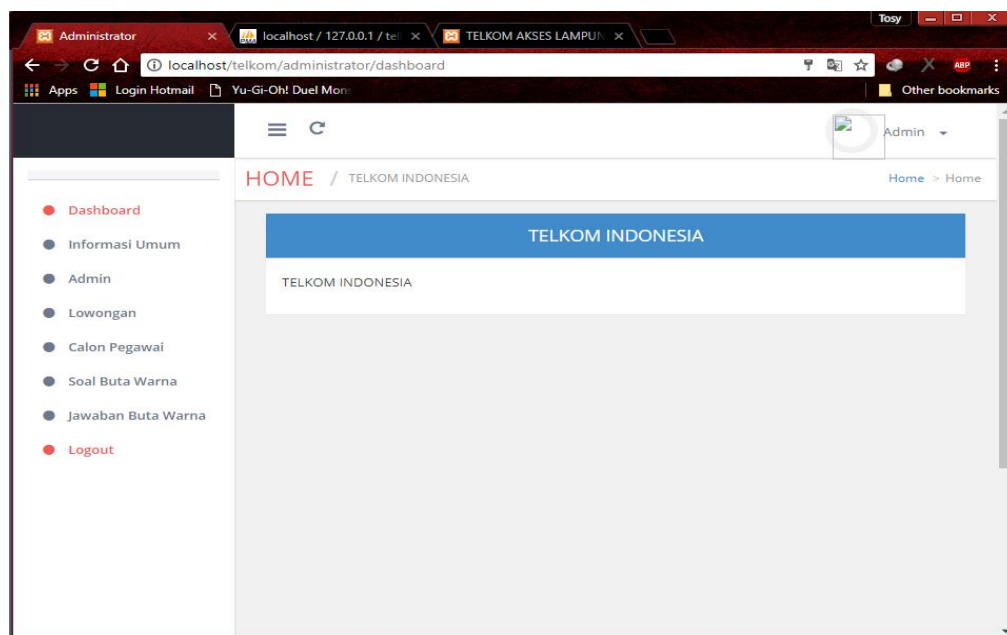 Tosy
Administrator
localhost / 127.0.0.1 / tel
TELKOM AKSES LAMPUN
localhost/telkom/administrator/dashboard
ABP
Apps
Login Hotmail
Yu-Gi-Oh! Duel Mons
Other bookmarks
Admin
HOME / TELKOM INDONESIA
Home > Home
Dashboard
Informasi Umum
Admin
Lowongan
Calon Pegawai
Soal Buta Warna
Jawaban Buta Warna
Logout
TELKOM INDONESIA
TELKOM INDONESIA